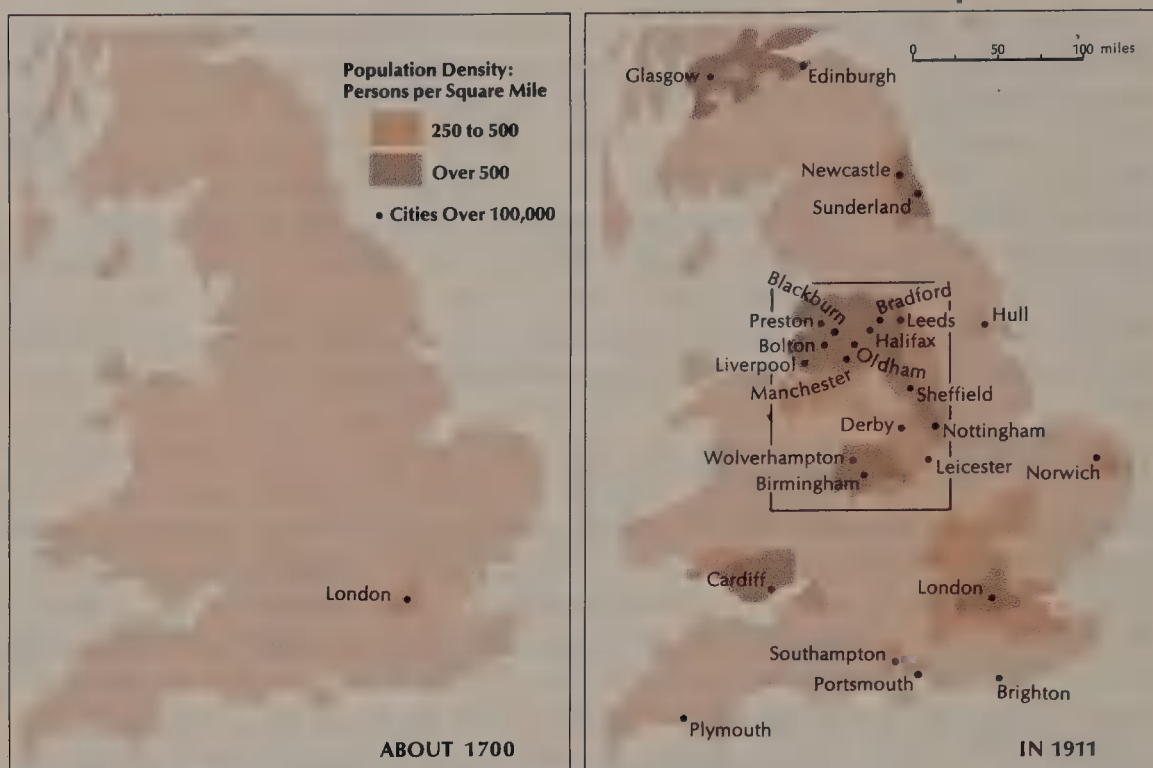 Population Density:
Persons per Square Mile
250 to 500
Over 500
• Cities Over 100,000
London
ABOUT 1700
0 50 100 miles
Glasgow
Edinburgh
Newcastle
Sunderland
Blackburn
Bradford
Preston
Leeds
Hull
Bolton
Halifax
Liverpool
Oldham
Manchester
Sheffield
Derby
Nottingham
Wolverhampton
Leicester
Norwich
Birmingham
Cardiff
London
Southampton
Portsmouth
Brighton
Plymouth
IN 1911